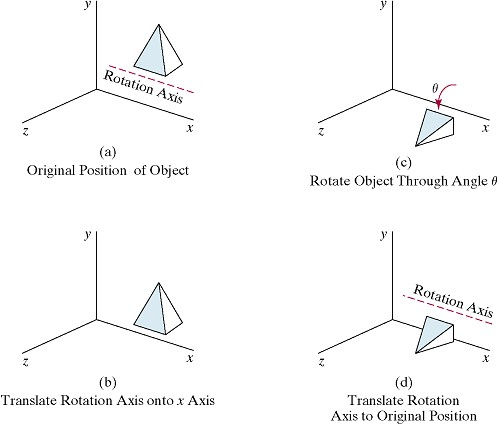 y
Rotation Axis
z
x
(a)
Original Position of Object
y
θ
z
x
(c)
Rotate Object Through Angle θ
y
z
x
(b)
Translate Rotation Axis onto x Axis
y
Rotation Axis
z
x
(d)
Translate Rotation
Axis to Original Position